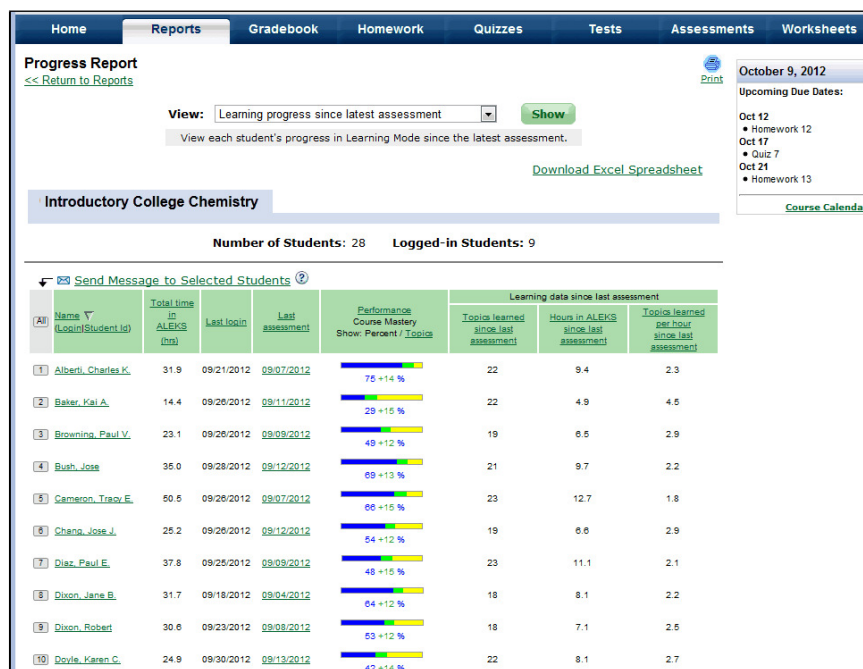 Home Reports Gradebook Homework Quizzes Tests Assessments Worksheets
Progress Report
<< Return to Reports
Print
View: Learning progress since latest assessment Show
View each student's progress in Learning Mode since the latest assessment.
Download Excel Spreadsheet
October 9, 2012
Upcoming Due Dates:
Oct 12
• Homework 12
Oct 17
• Quiz 7
Oct 21
• Homework 13
Course Calenda
Introductory College Chemistry
Number of Students: 28 Logged-in Students: 9
Send Message to Selected Students ?
Learning data since last assessment
All
Name
(Login|Student Id)
Total time
in
ALEKS
(hrs)
Last login
Last
assessment
Performance
Course Mastery
Show: Percent / Topics
Topics learned
since last
assessment
Hours in ALEKS
since last
assessment
Topics learned
per hour
since last
assessment
1 Alberti, Charles K. 31.9 09/21/2012 09/07/2012 75 +14 % 22 9.4 2.3
2 Baker, Kai A. 14.4 09/26/2012 09/11/2012 29 +15 % 22 4.9 4.5
3 Browning, Paul V. 23.1 09/26/2012 09/09/2012 49 +12 % 19 6.5 2.9
4 Bush, Jose 35.0 09/28/2012 09/12/2012 69 +13 % 21 9.7 2.2
5 Cameron, Tracy E. 50.5 09/26/2012 09/07/2012 66 +15 % 23 12.7 1.8
6 Chang, Jose J. 25.2 09/26/2012 09/12/2012 54 +12 % 19 6.6 2.9
7 Diaz, Paul E. 37.8 09/25/2012 09/09/2012 48 +15 % 23 11.1 2.1
8 Dixon, Jane B. 31.7 09/18/2012 09/04/2012 64 +12 % 18 8.1 2.2
9 Dixon, Robert 30.6 09/23/2012 09/08/2012 53 +12 % 18 7.1 2.5
10 Doyle, Karen C. 24.9 09/30/2012 09/13/2012 42 +14 % 22 8.1 2.7